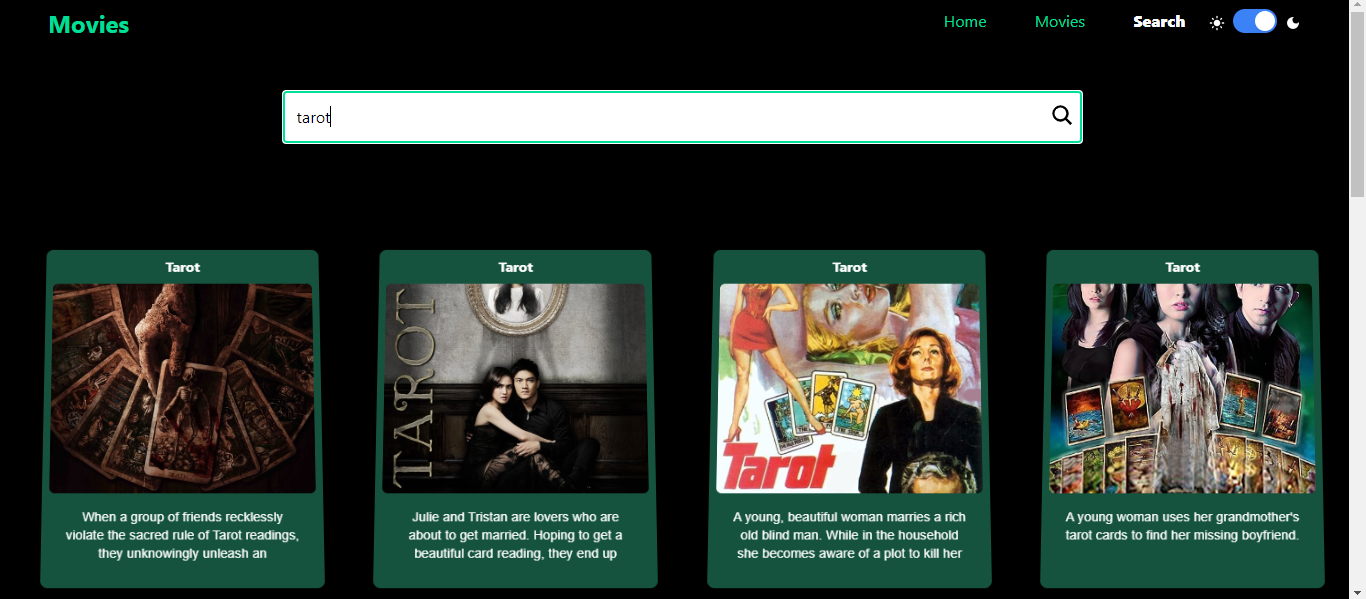 Movies
Home
Movies
Search
tarot
Tarot
TAROT
When a group of friends recklessly
violate the sacred rule of Tarot readings,
they unknowingly unleash an
Tarot
Julie and Tristan are lovers who are
about to get married. Hoping to get a
beautiful card reading, they end up
Tarot
Tarot
A young, beautiful woman marries a rich
old blind man. While in the household
she becomes aware of a plot to kill her
Tarot
A young woman uses her grandmother's
tarot cards to find her missing boyfriend.